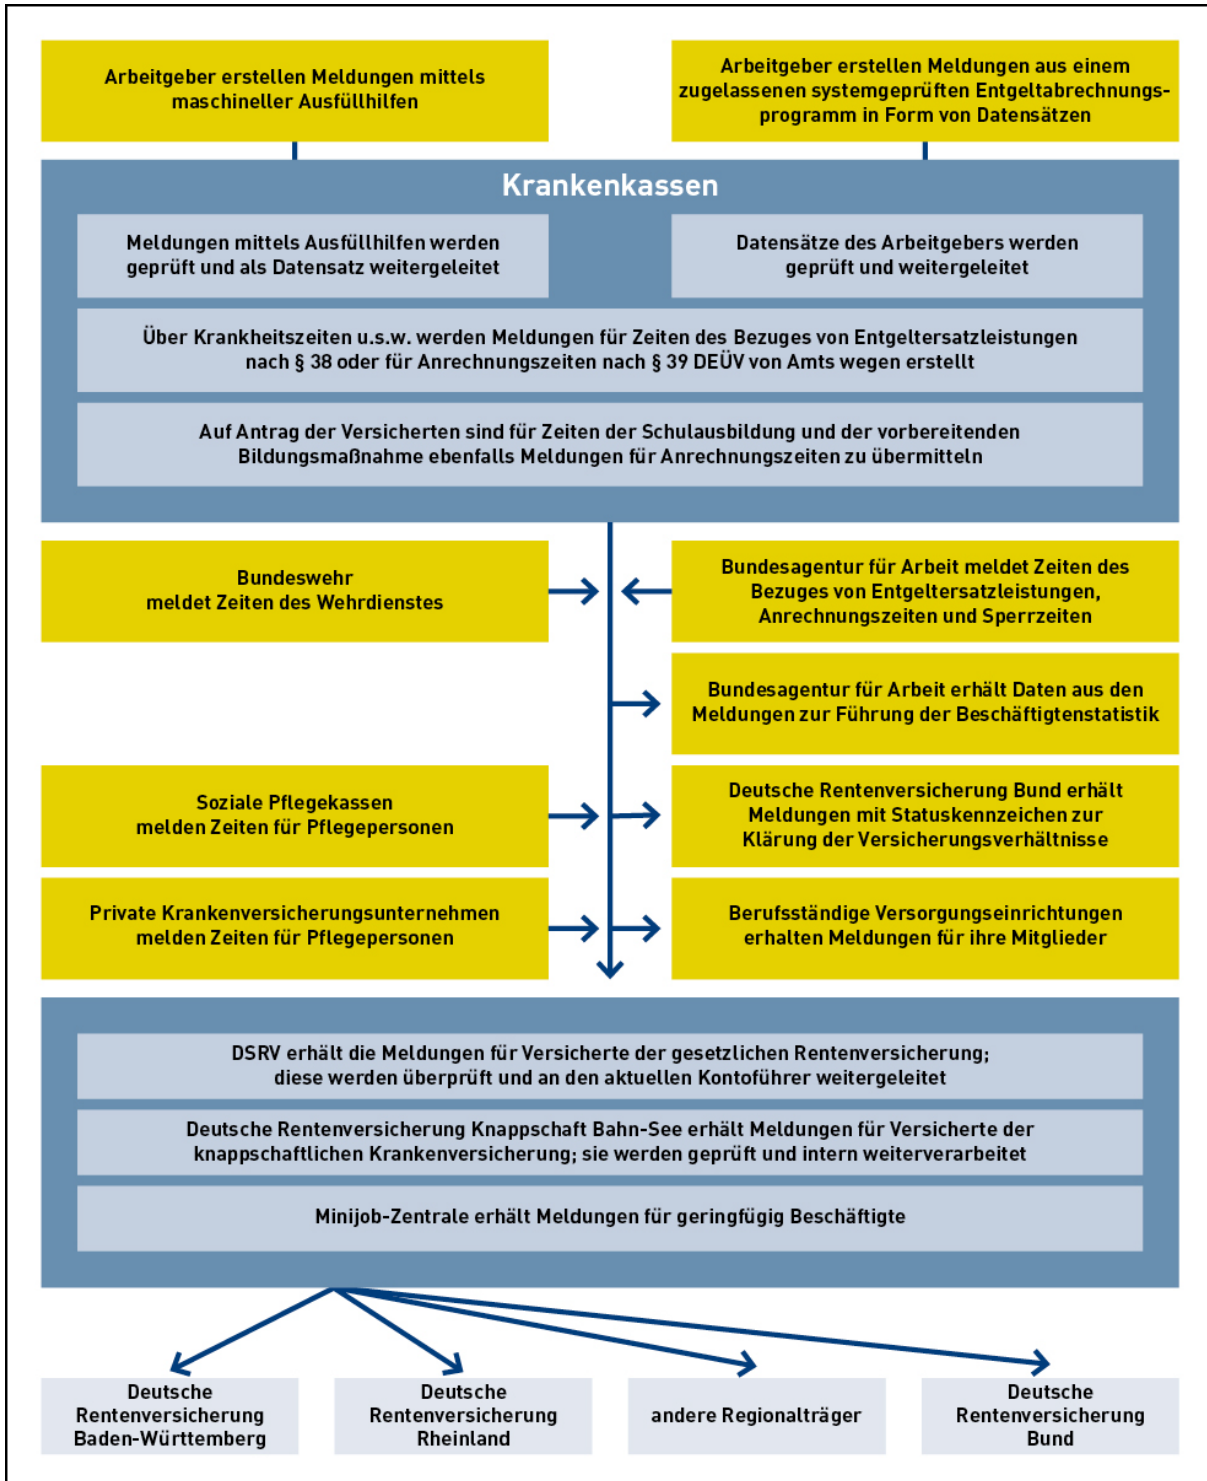 Arbeitgeber erstellen Meldungen mittels
maschineller Ausfüllhilfen
Arbeitgeber erstellen Meldungen aus einem
zugelassenen systemgeprüften Entgeltabrechnungs-
programm in Form von Datensätzen
Krankenkassen
Meldungen mittels Ausfüllhilfen werden
geprüft und als Datensatz weitergeleitet
Datensätze des Arbeitgebers werden
geprüft und weitergeleitet
Über Krankheitszeiten u.s.w. werden Meldungen für Zeiten des Bezuges von Entgeltersatzleistungen
nach § 38 oder für Anrechnungszeiten nach § 39 DEÜV von Amts wegen erstellt
Auf Antrag der Versicherten sind für Zeiten der Schulausbildung und der vorbereitenden
Bildungsmaßnahme ebenfalls Meldungen für Anrechnungszeiten zu übermitteln
Bundeswehr
meldet Zeiten des Wehrdienstes
Bundesagentur für Arbeit meldet Zeiten des
Bezuges von Entgeltersatzleistungen,
Anrechnungszeiten und Sperrzeiten
Bundesagentur für Arbeit erhält Daten aus den
Meldungen zur Führung der Beschäftigtenstatistik
Soziale Pflegekassen
melden Zeiten für Pflegepersonen
Deutsche Rentenversicherung Bund erhält
Meldungen mit Statuskennzeichen zur
Klärung der Versicherungsverhältnisse
Private Krankenversicherungsunternehmen
melden Zeiten für Pflegepersonen
Berufsständige Versorgungseinrichtungen
erhalten Meldungen für ihre Mitglieder
DSRV erhält die Meldungen für Versicherte der gesetzlichen Rentenversicherung;
diese werden überprüft und an den aktuellen Kontoführer weitergeleitet
Deutsche Rentenversicherung Knappschaft Bahn-See erhält Meldungen für Versicherte der
knappschaftlichen Krankenversicherung; sie werden geprüft und intern weiterverarbeitet
Minijob-Zentrale erhält Meldungen für geringfügig Beschäftigte
Deutsche
Rentenversicherung
Baden-Württemberg
Deutsche
Rentenversicherung
Rheinland
andere Regionalträger
Deutsche
Rentenversicherung
Bund